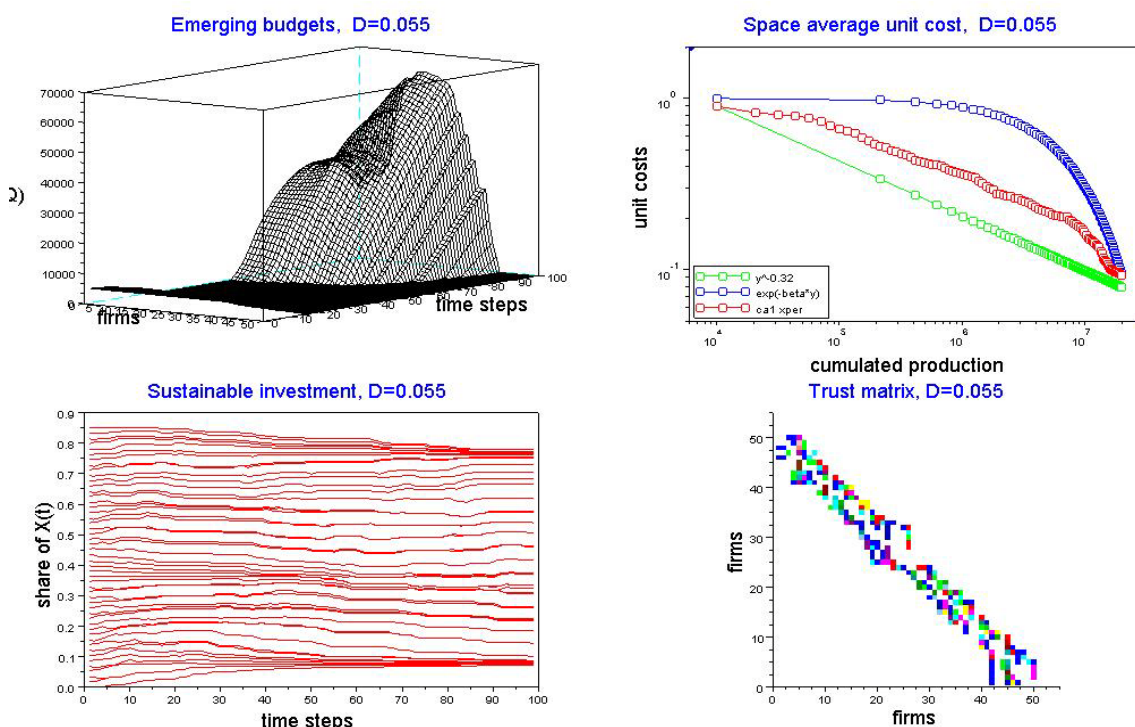 Emerging budgets, D=0.055
70000
60000
50000
40000
30000
20000
10000
0
5 10 15 20 25 30 35 40 45 50
firms
0 10 20 30 40 50 60 70 80 90 100
time steps
Space average unit cost, D=0.055
unit costs
10^0
10^-1
y^-0.32
exp(-beta*y)
ca1 xper
10^4 10^5 10^6 10^7
cumulated production
Sustainable investment, D=0.055
share of X(t)
0.9
0.8
0.7
0.6
0.5
0.4
0.3
0.2
0.1
0.0
0 10 20 30 40 50 60 70 80 90 100
time steps
Trust matrix, D=0.055
firms
50
40
30
20
10
0
0 10 20 30 40 50
firms